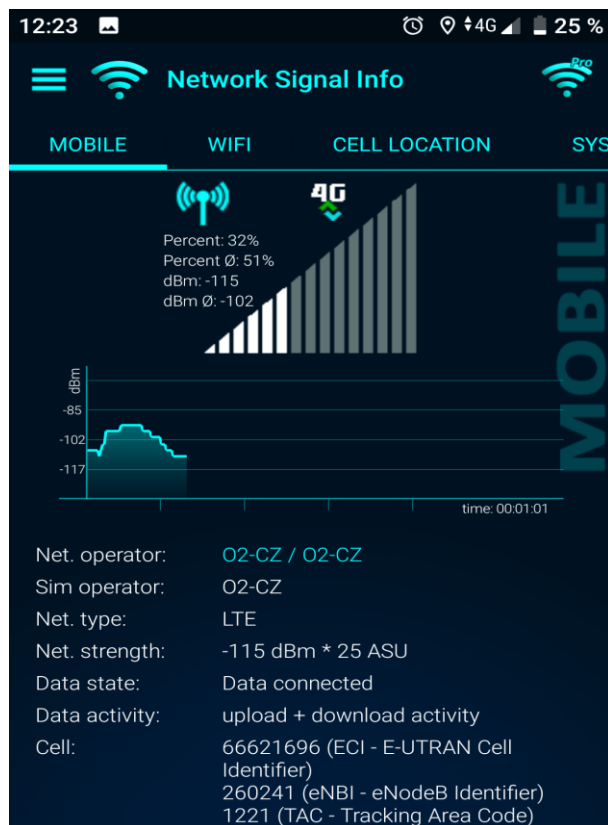 12:23 4G 25 %
Network Signal Info Pro
MOBILE WIFI CELL LOCATION SYS
4G
Percent: 32%
Percent Ø: 51%
dBm: -115
dBm Ø: -102
MOBILE
dBm
-85
-102
-117
time: 00:01:01
Net. operator: O2-CZ / O2-CZ
Sim operator: O2-CZ
Net. type: LTE
Net. strength: -115 dBm * 25 ASU
Data state: Data connected
Data activity: upload + download activity
Cell: 66621696 (ECI - E-UTRAN Cell
Identifier)
260241 (eNBI - eNodeB Identifier)
1221 (TAC - Tracking Area Code)